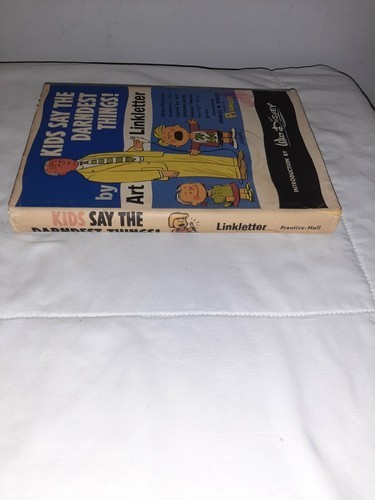 KIDS SAY THE
DARNDEST
THINGS!
by
Art Linkletter
INTRODUCTION BY Walt Disney
KIDS SAY THE
DARNDEST THINGS!
Linkletter
Prentice-Hall